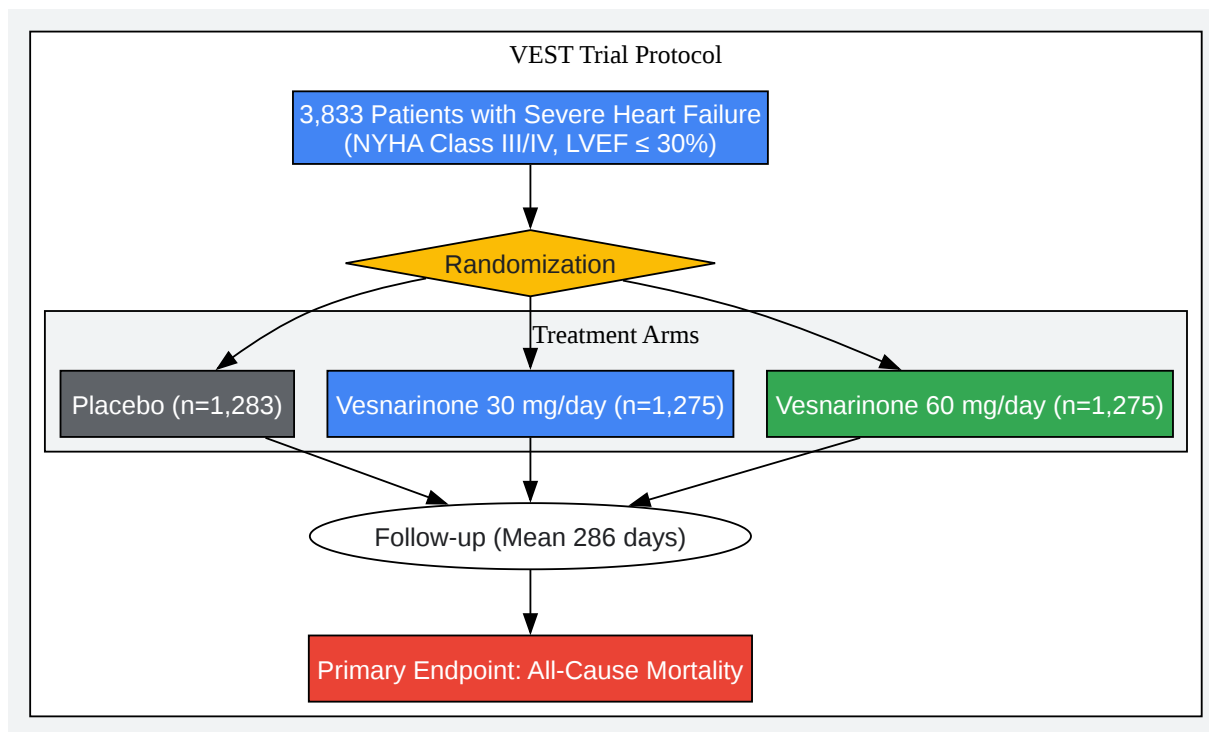 VEST Trial Protocol
3,833 Patients with Severe Heart Failure
(NYHA Class III/IV, LVEF ≤ 30%)
Randomization
Treatment Arms
Placebo (n=1,283)
Vesnarinone 30 mg/day (n=1,275)
Vesnarinone 60 mg/day (n=1,275)
Follow-up (Mean 286 days)
Primary Endpoint: All-Cause Mortality